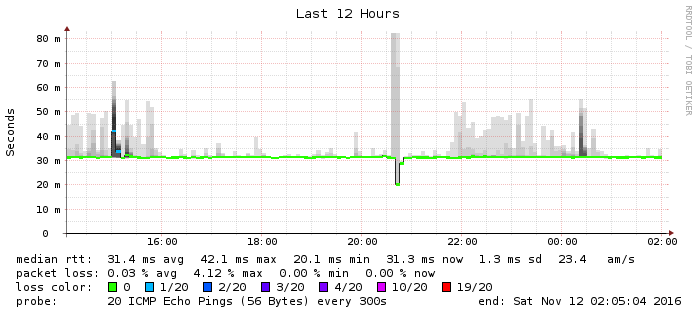 Last 12 Hours
RRDTOOL / TOBI OETIKER
Seconds
80 m
70 m
60 m
50 m
40 m
30 m
20 m
10 m
0
16:00 18:00 20:00 22:00 00:00 02:00
median rtt: 31.4 ms avg 42.1 ms max 20.1 ms min 31.3 ms now 1.3 ms sd 23.4 am/s
packet loss: 0.03 % avg 4.12 % max 0.00 % min 0.00 % now
loss color: 0 1/20 2/20 3/20 4/20 10/20 19/20
probe: 20 ICMP Echo Pings (56 Bytes) every 300s end: Sat Nov 12 02:05:04 2016